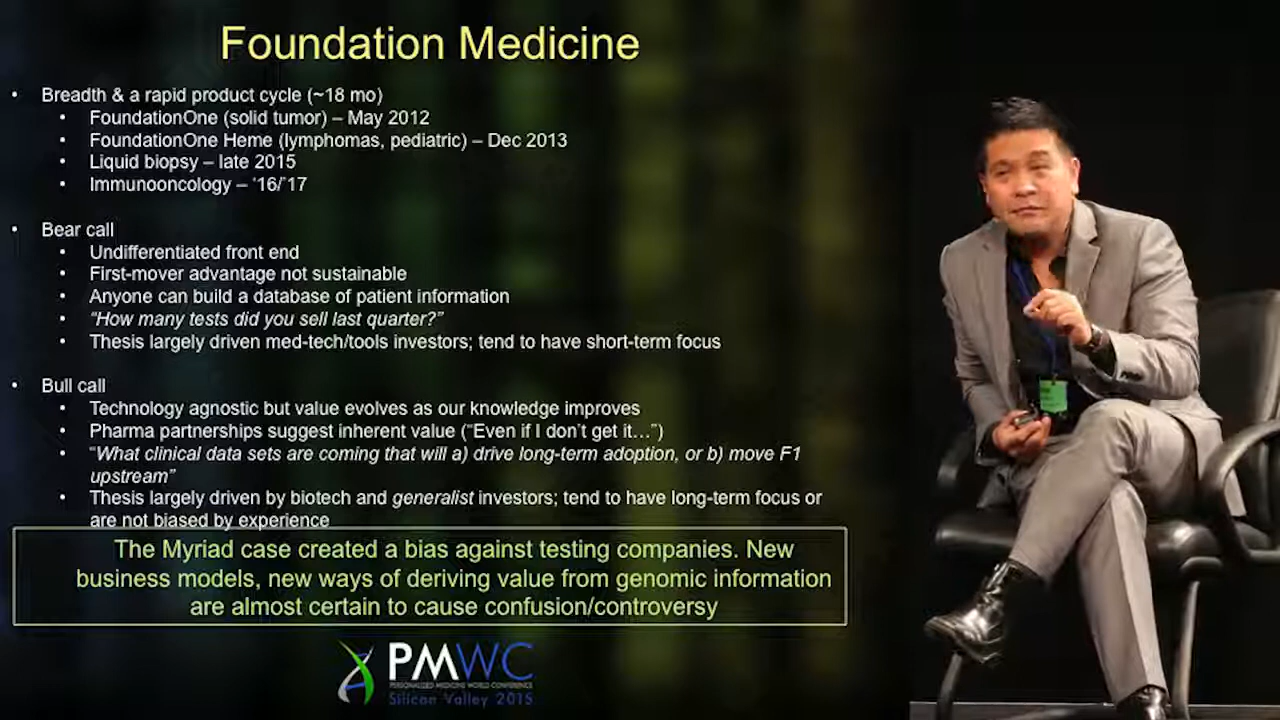 Foundation Medicine
• Breadth & a rapid product cycle (~18 mo)
• FoundationOne (solid tumor) – May 2012
• FoundationOne Heme (lymphomas, pediatric) – Dec 2013
• Liquid biopsy – late 2015
• Immunooncology – '16/'17
• Bear call
• Undifferentiated front end
• First-mover advantage not sustainable
• Anyone can build a database of patient information
• “How many tests did you sell last quarter?”
• Thesis largely driven med-tech/tools investors; tend to have short-term focus
• Bull call
• Technology agnostic but value evolves as our knowledge improves
• Pharma partnerships suggest inherent value (“Even if I don’t get it…”)
• “What clinical data sets are coming that will a) drive long-term adoption, or b) move F1
upstream”
• Thesis largely driven by biotech and generalist investors; tend to have long-term focus or
are not biased by experience
The Myriad case created a bias against testing companies. New
business models, new ways of deriving value from genomic information
are almost certain to cause confusion/controversy
PMWC
PERSONALIZED MEDICINE WORLD CONFERENCE
Silicon Valley 2015